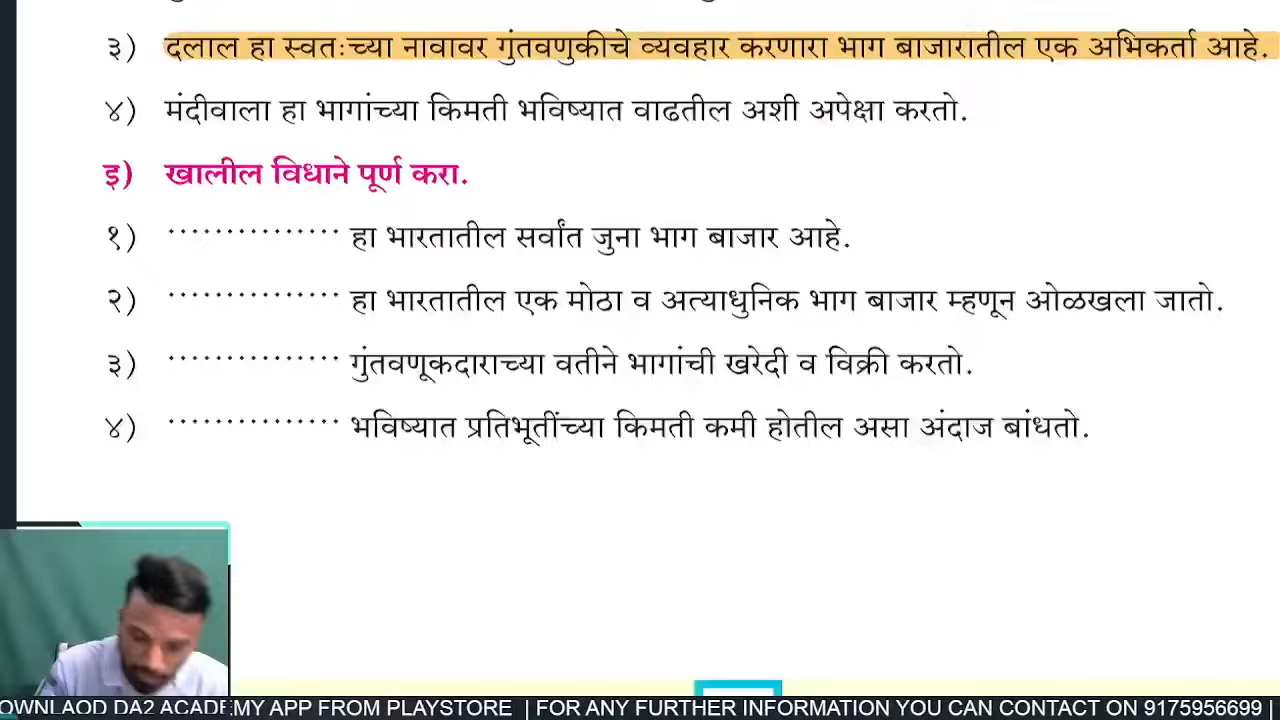 ३) दलाल हा स्वतःच्या नावावर गुंतवणुकीचे व्यवहार करणारा भाग बाजारातील एक अभिकर्ता आहे.
४) मंदीवाला हा भागांच्या किमती भविष्यात वाढतील अशी अपेक्षा करतो.
इ) खालील विधाने पूर्ण करा.
१) ............... हा भारतातील सर्वांत जुना भाग बाजार आहे.
२) ............... हा भारतातील एक मोठा व अत्याधुनिक भाग बाजार म्हणून ओळखला जातो.
३) ............... गुंतवणूकदाराच्या वतीने भागांची खरेदी व विक्री करतो.
४) ............... भविष्यात प्रतिभूतींच्या किमती कमी होतील असा अंदाज बांधतो.
OWNLAOD DA2 ACADEMY APP FROM PLAYSTORE | FOR ANY FURTHER INFORMATION YOU CAN CONTACT ON 9175956699 |